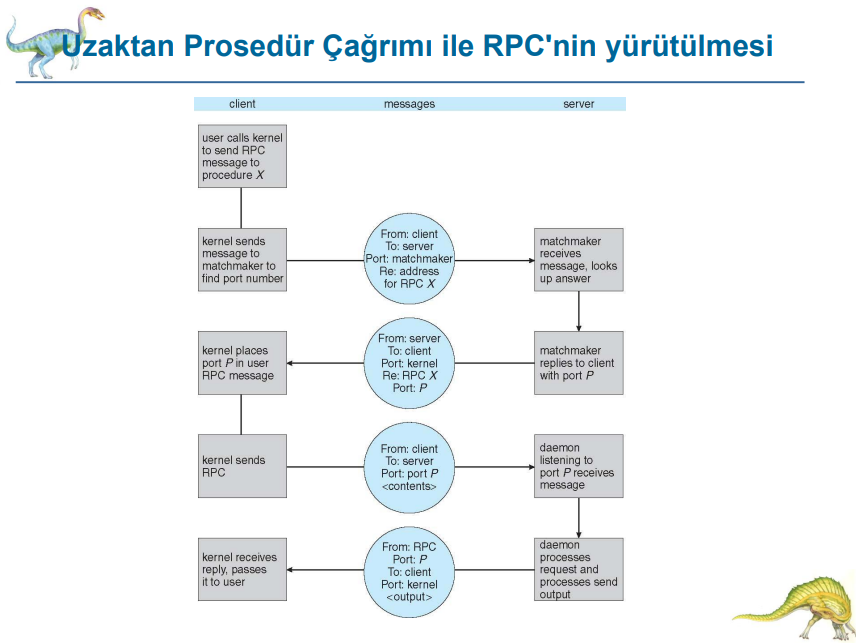 Uzaktan Prosedür Çağrımı ile RPC'nin yürütülmesi
client
messages
server
user calls kernel
to send RPC
message to
procedure X
kernel sends
message to
matchmaker to
find port number
From: client
To: server
Port: matchmaker
Re: address
for RPC X
matchmaker
receives
message, looks
up answer
kernel places
port P in user
RPC message
From: server
To: client
Port: kernel
Re: RPC X
Port: P
matchmaker
replies to client
with port P
kernel sends
RPC
From: client
To: server
Port: port P
<contents>
daemon
listening to
port P receives
message
kernel receives
reply, passes
it to user
From: RPC
Port: P
To: client
Port: kernel
<output>
daemon
processes
request and
processes send
output